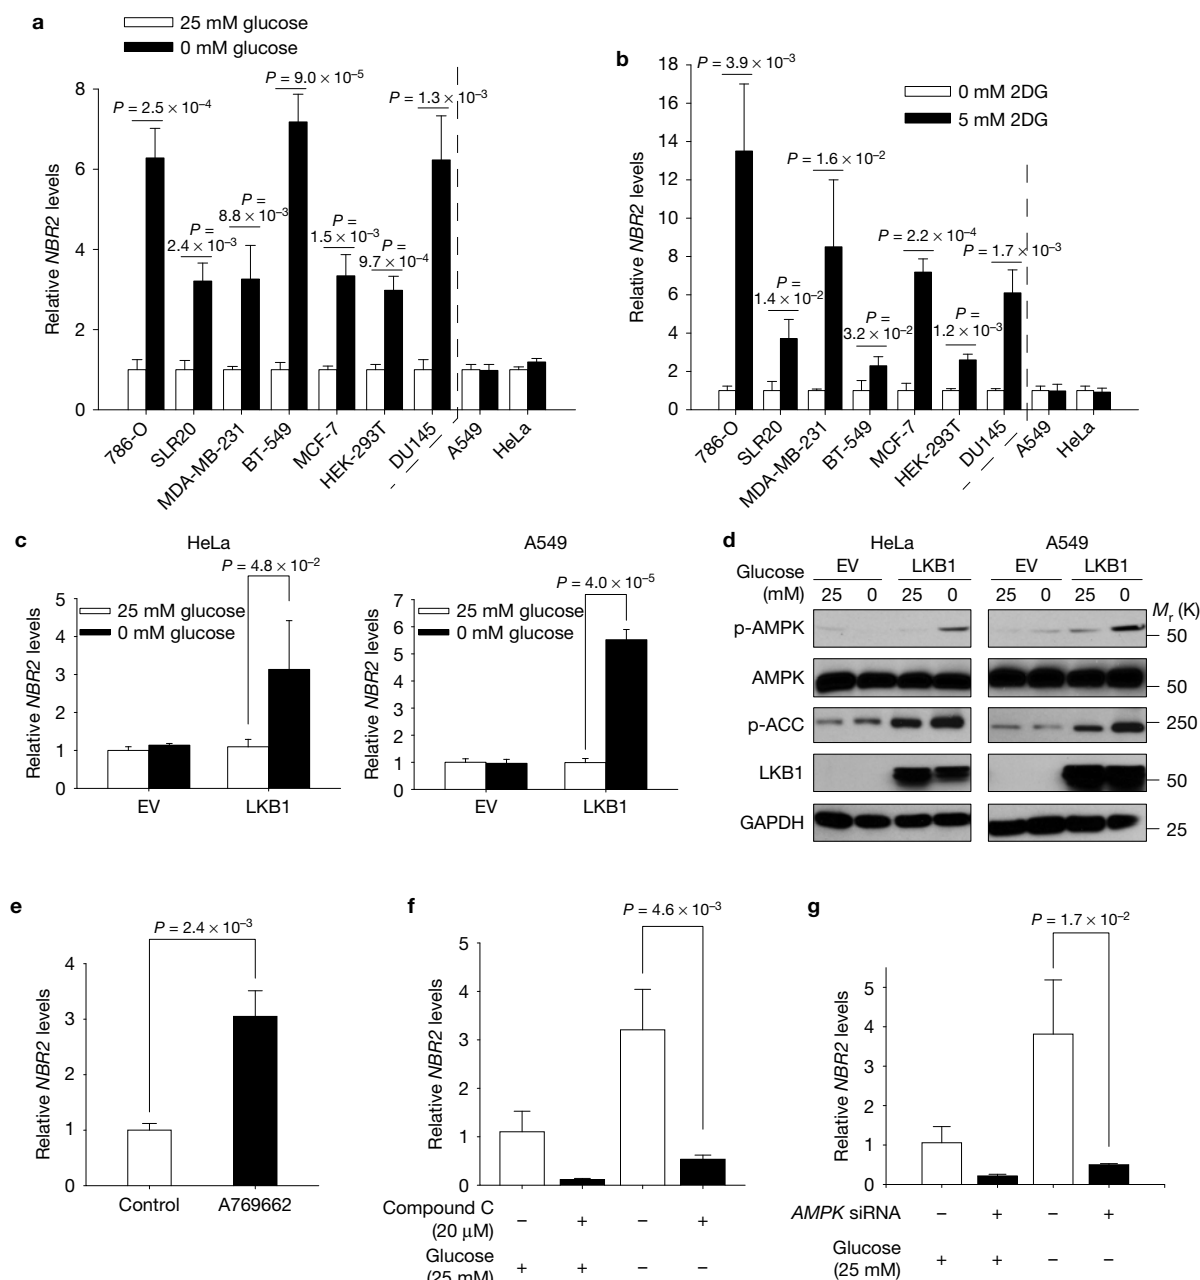 a
25 mM glucose
0 mM glucose
Relative NBR2 levels
8
6
4
2
0
P = 2.5 × 10–4
P =
2.4 × 10–3
P =
8.8 × 10–3
P = 9.0 × 10–5
P =
1.5 × 10–3
P =
9.7 × 10–4
P = 1.3 × 10–3
786-O
SLR20
MDA-MB-231
BT-549
MCF-7
HEK-293T
DU145
A549
HeLa
b
0 mM 2DG
5 mM 2DG
Relative NBR2 levels
18
16
14
12
10
8
6
4
2
0
P = 3.9 × 10–3
P =
1.4 × 10–2
P = 1.6 × 10–2
P =
3.2 × 10–2
P = 2.2 × 10–4
P =
1.2 × 10–3
P = 1.7 × 10–3
786-O
SLR20
MDA-MB-231
BT-549
MCF-7
HEK-293T
DU145
A549
HeLa
c
HeLa
P = 4.8 × 10–2
25 mM glucose
0 mM glucose
Relative NBR2 levels
5
4
3
2
1
0
EV
LKB1
A549
P = 4.0 × 10–5
25 mM glucose
0 mM glucose
Relative NBR2 levels
7
6
5
4
3
2
1
0
EV
LKB1
d
HeLa
A549
EV
LKB1
EV
LKB1
Glucose
(mM)
25 0 25 0
25 0 25 0
Mr (K)
p-AMPK
50
AMPK
50
p-ACC
250
LKB1
50
GAPDH
25
e
P = 2.4 × 10–3
Relative NBR2 levels
4
3
2
1
0
Control
A769662
f
P = 4.6 × 10–3
Relative NBR2 levels
5
4
3
2
1
0
Compound C
(20 μM)
– + – +
Glucose
(25 mM)
+ + – –
g
P = 1.7 × 10–2
Relative NBR2 levels
5
4
3
2
1
0
AMPK siRNA
– + – +
Glucose
(25 mM)
+ + – –